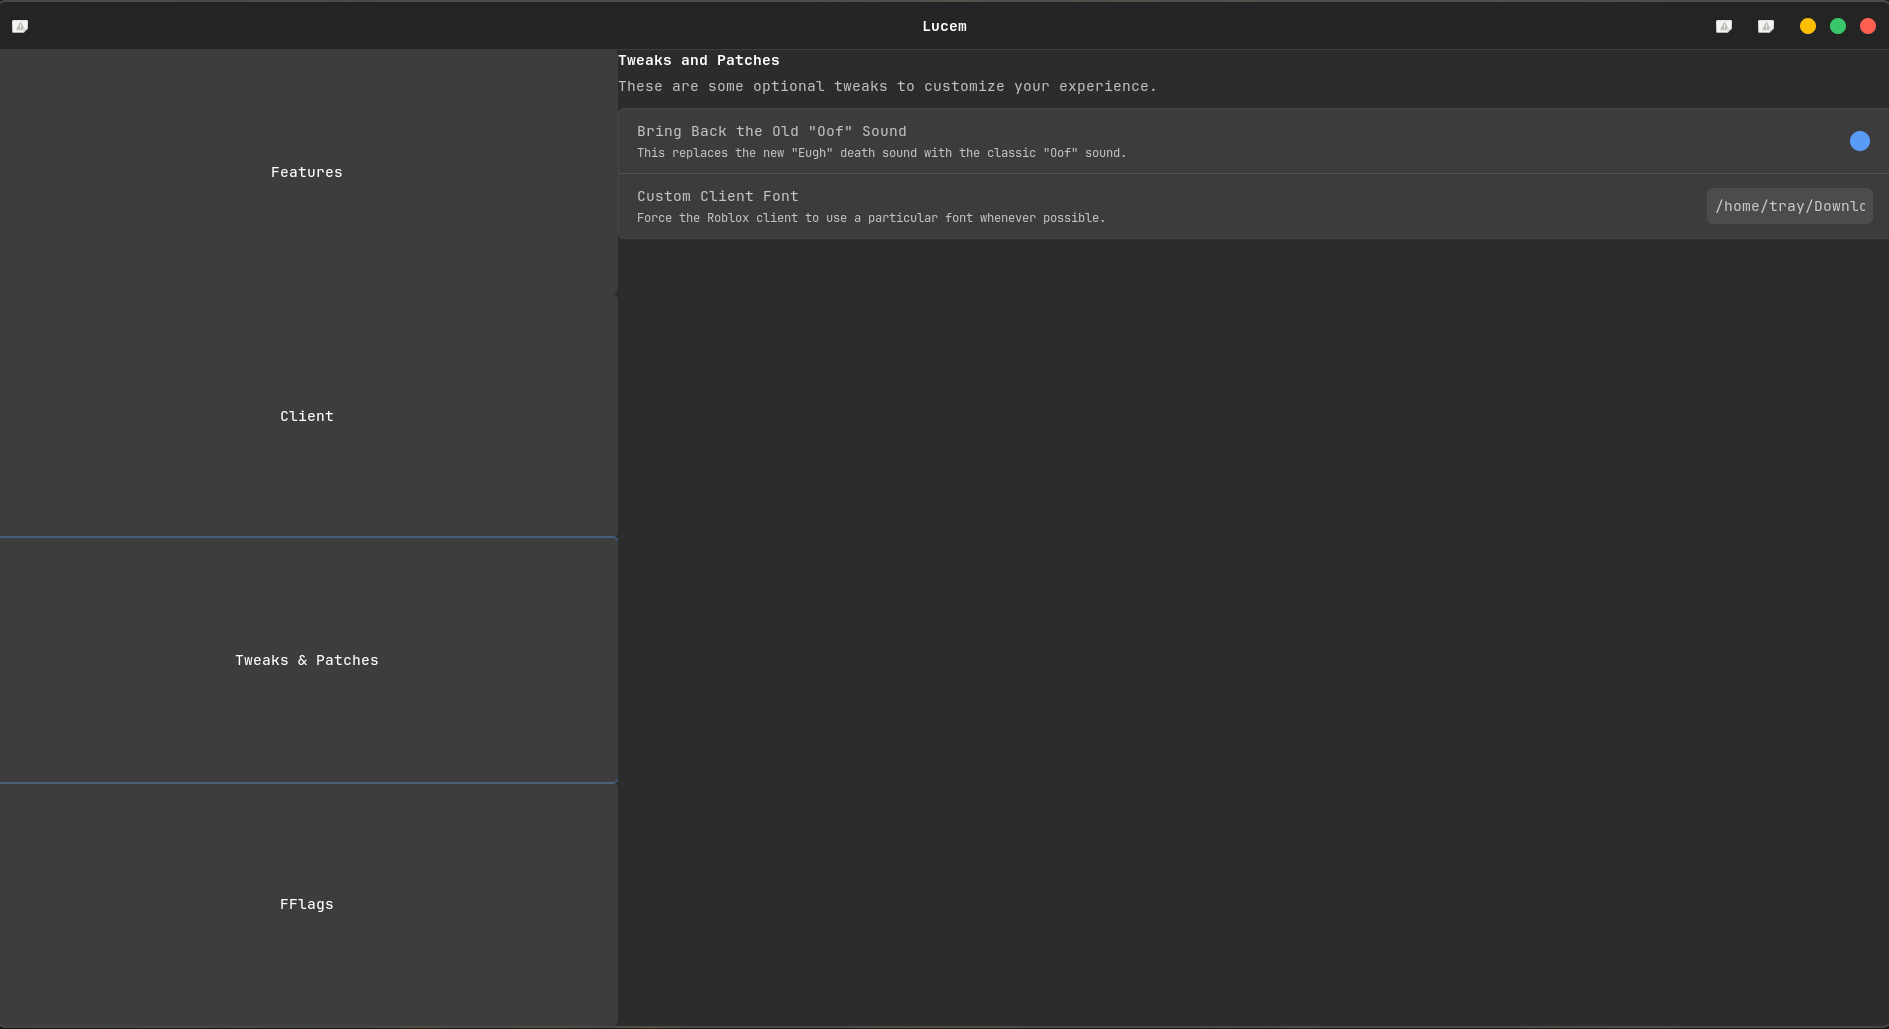 Lucem
Features
Client
Tweaks & Patches
FFlags
Tweaks and Patches
These are some optional tweaks to customize your experience.
Bring Back the Old "Oof" Sound
This replaces the new "Eugh" death sound with the classic "Oof" sound.
Custom Client Font
Force the Roblox client to use a particular font whenever possible.
/home/tray/Downlo